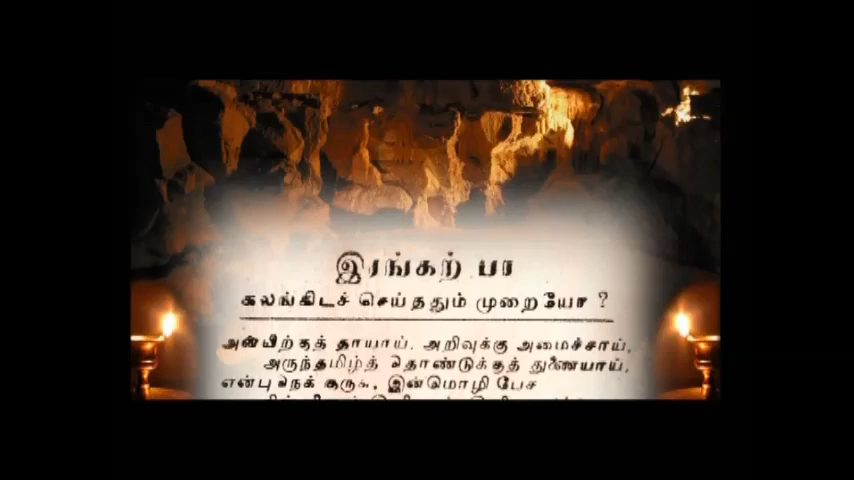 இரங்கற் பா
கலங்கிடச் செய்ததும் முறையோ ?
அன்பிற்குத் தாயாய், அறிவுக்கு அமைச்சாய்,
அருந்தமிழ்த் தொண்டுக்குத் துணையாய்,
என்பு நெக் குருக, இன்மொழி பேச